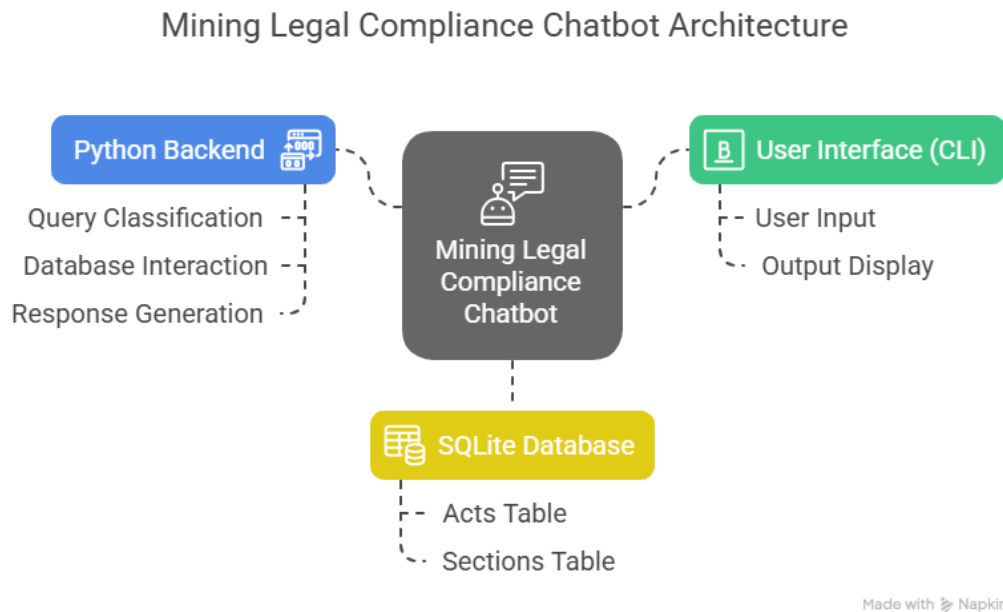 Mining Legal Compliance Chatbot Architecture
Python Backend
Query Classification
Database Interaction
Response Generation
Mining Legal
Compliance
Chatbot
B
User Interface (CLI)
User Input
Output Display
SQLite Database
Acts Table
Sections Table
Made with Napkin